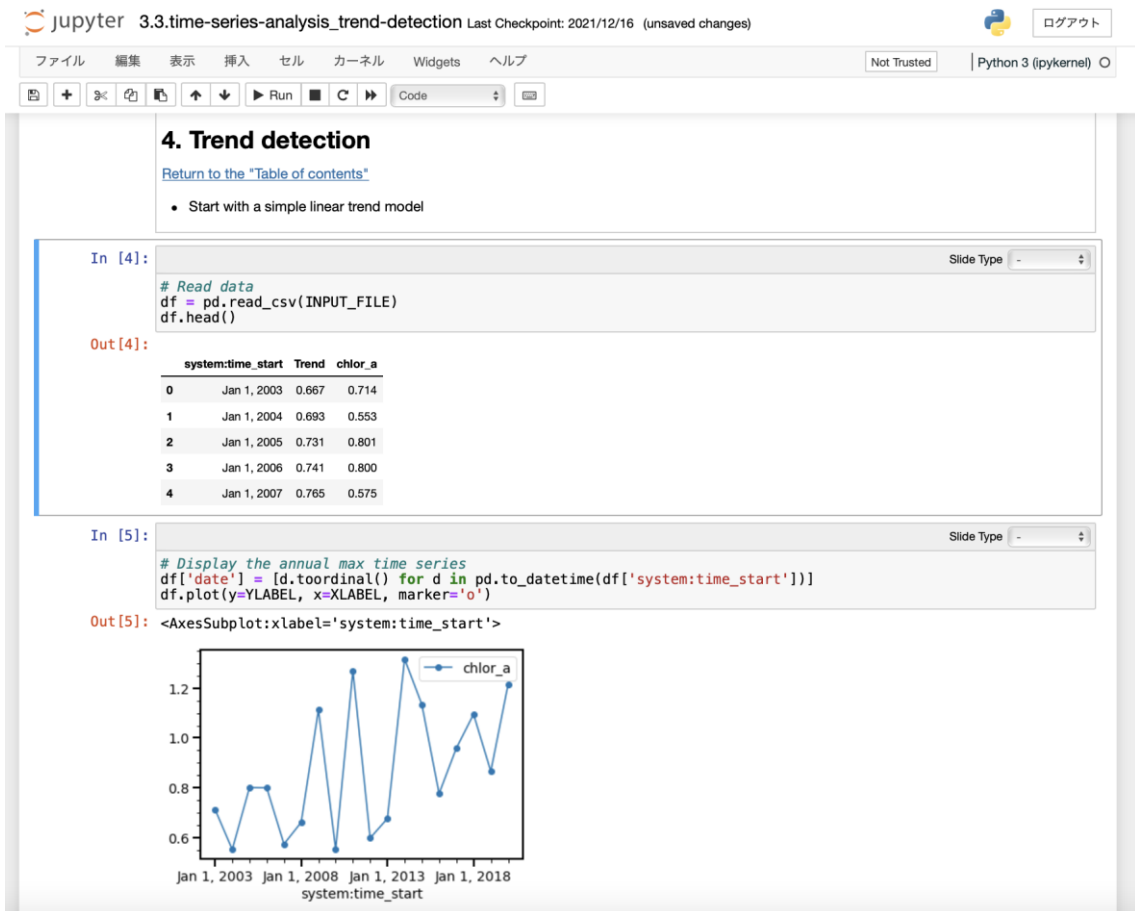 jupyter 3.3.time-series-analysis_trend-detection Last Checkpoint: 2021/12/16 (unsaved changes)
ログアウト
ファイル 編集 表示 挿入 セル カーネル Widgets ヘルプ
Not Trusted
Python 3 (ipykernel)
Run
Code
4. Trend detection
Return to the "Table of contents"
• Start with a simple linear trend model
In [4]:
Slide Type -
# Read data
df = pd.read_csv(INPUT_FILE)
df.head()
Out[4]:
system:time_start Trend chlor_a
0 Jan 1, 2003 0.667 0.714
1 Jan 1, 2004 0.693 0.553
2 Jan 1, 2005 0.731 0.801
3 Jan 1, 2006 0.741 0.800
4 Jan 1, 2007 0.765 0.575
In [5]:
Slide Type -
# Display the annual max time series
df['date'] = [d.toordinal() for d in pd.to_datetime(df['system:time_start'])]
df.plot(y=YLABEL, x=XLABEL, marker='o')
Out[5]: <AxesSubplot:xlabel='system:time_start'>
chlor_a
1.2
1.0
0.8
0.6
Jan 1, 2003 Jan 1, 2008 Jan 1, 2013 Jan 1, 2018
system:time_start